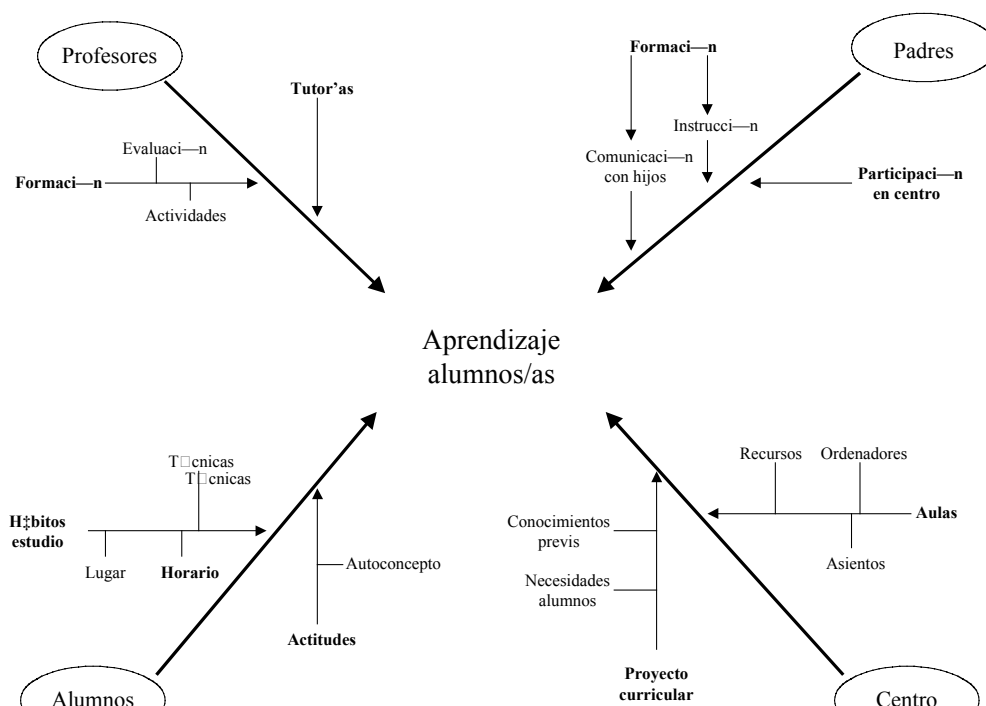 Profesores
Formaci—n
Padres
Tutor'as
Instrucci—n
Evaluaci—n
Comunicaci—n
con hijos
Formaci—n
Participaci—n
en centro
Actividades
Aprendizaje
alumnos/as
T□cnicas
T□cnicas
Recursos
Ordenadores
H‡bitos
estudio
Conocimientos
previs
Aulas
Lugar
Horario
Autoconcepto
Asientos
Necesidades
alumnos
Actitudes
Proyecto
curricular
Alumnos
Centro